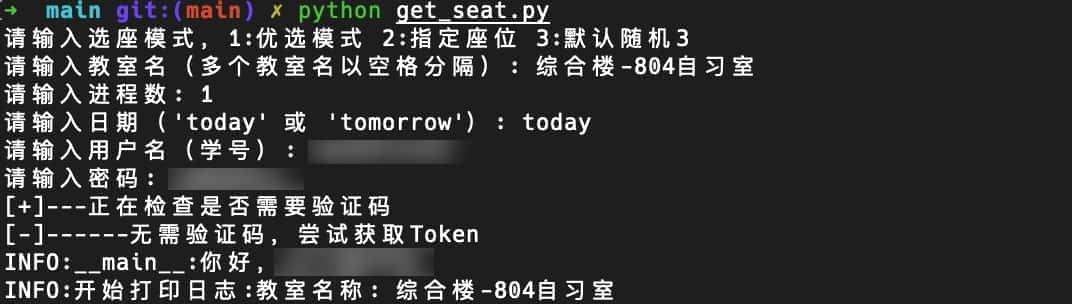 ➜ main git:(main) ✗ python get_seat.py
请输入选座模式, 1:优选模式 2:指定座位 3:默认随机3
请输入教室名（多个教室名以空格分隔）: 综合楼-804自习室
请输入进程数: 1
请输入日期（'today' 或 'tomorrow'）: today
请输入用户名（学号）:
请输入密码:
[+]---正在检查是否需要验证码
[-]------无需验证码, 尝试获取Token
INFO:__main__:你好,
INFO:开始打印日志:教室名称: 综合楼-804自习室